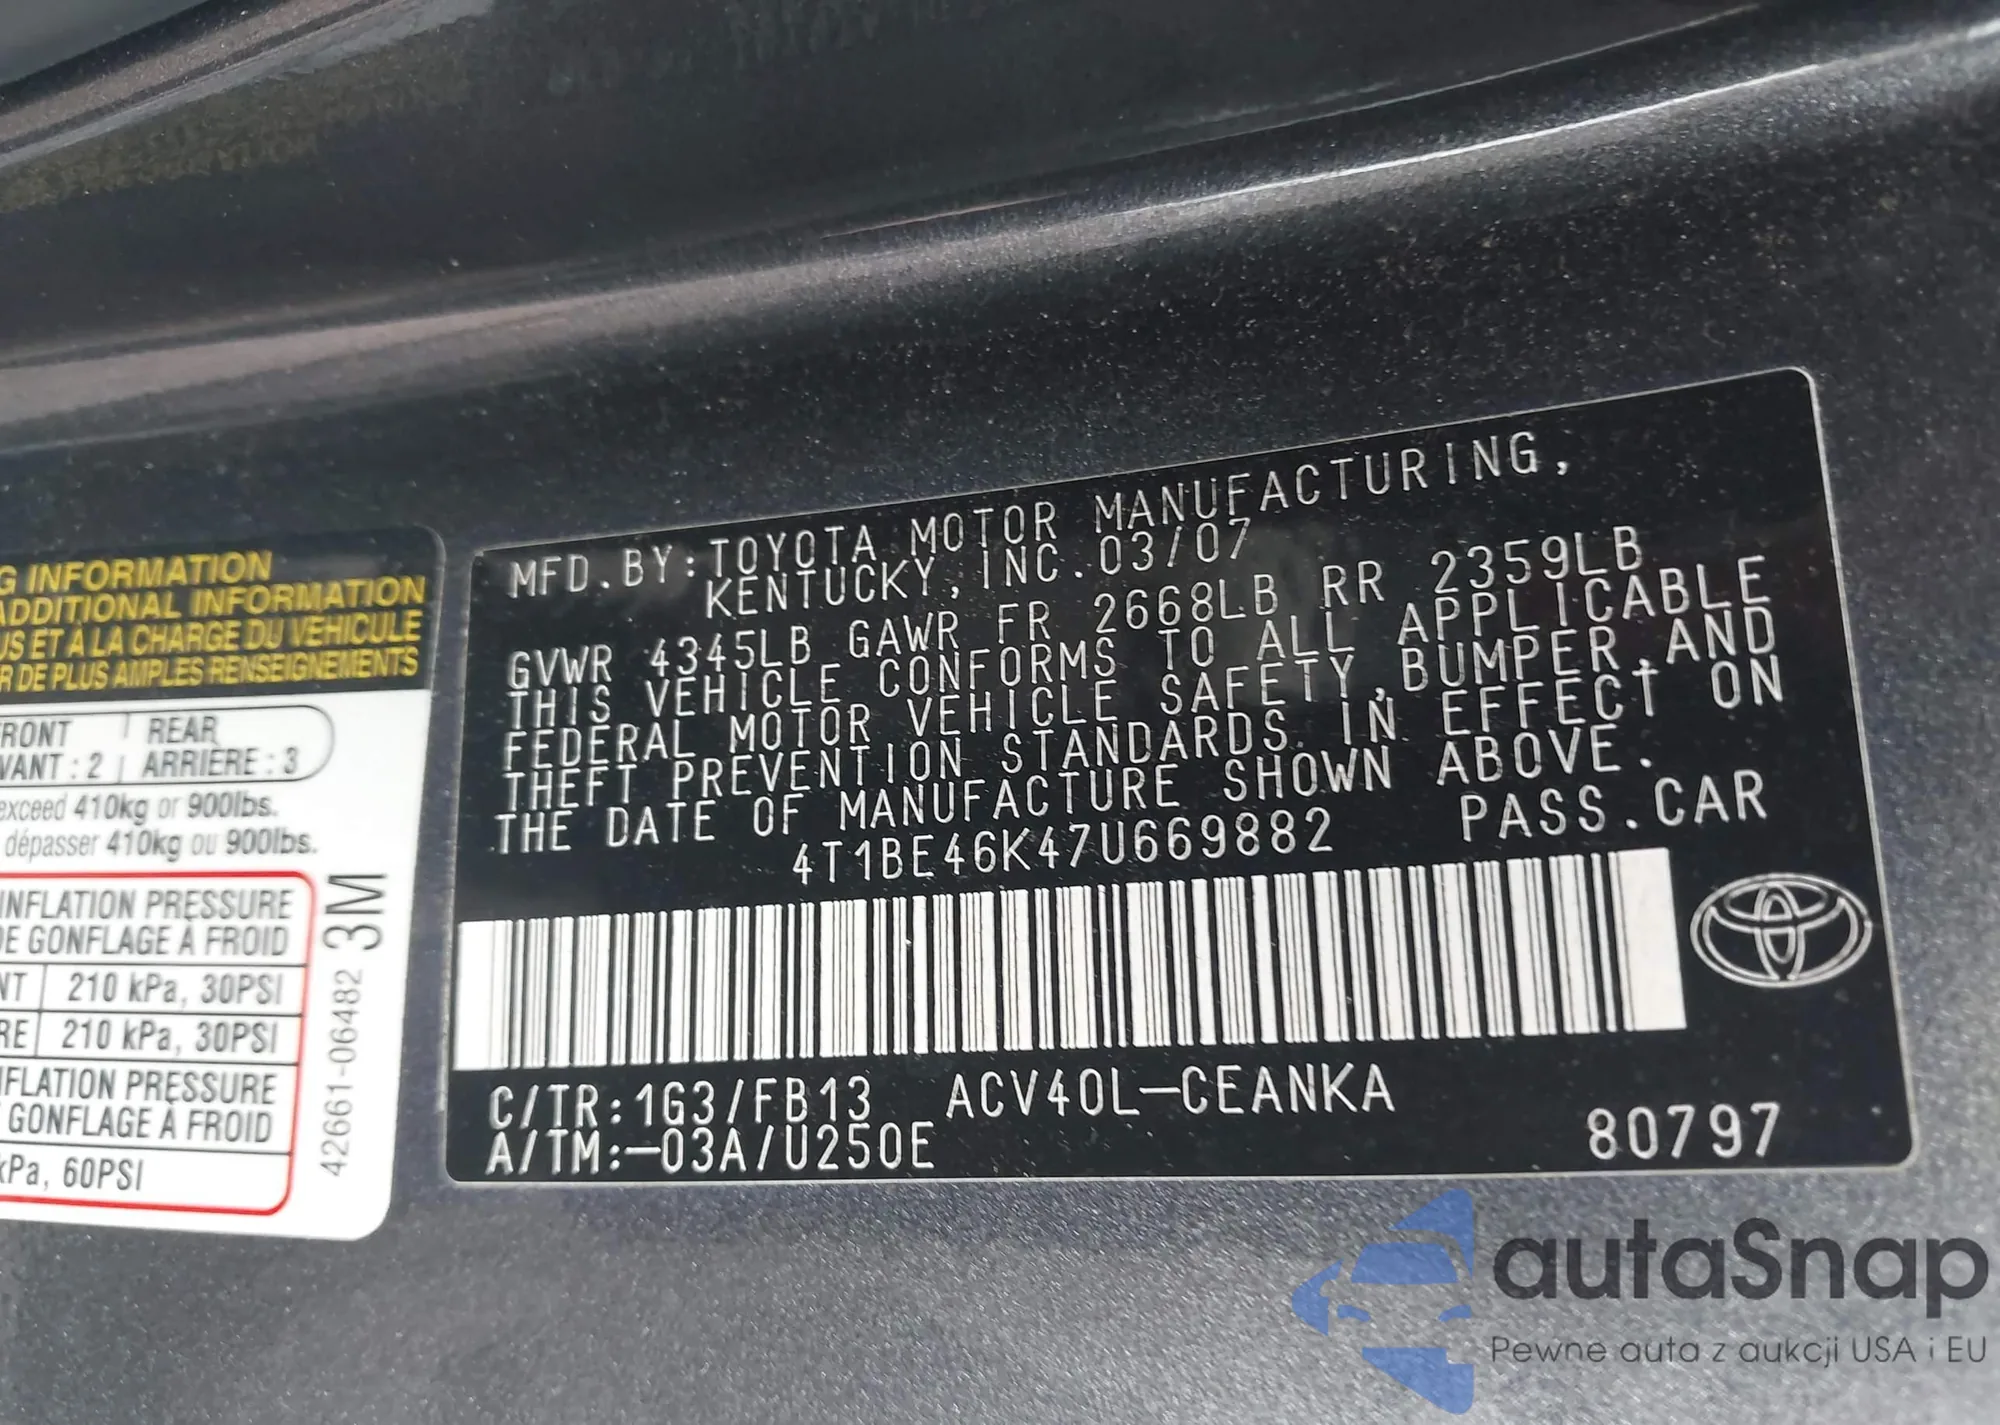 G INFORMATION
ADDITIONAL INFORMATION
US ET À LA CHARGE DU VÉHICULE
R DE PLUS AMPLES RENSEIGNEMENTS
FRONT REAR
VANT : 2 ARRIÈRE : 3
exceed 410kg or 900lbs.
dépasser 410kg ou 900lbs.
INFLATION PRESSURE
DE GONFLAGE À FROID
NT 210 kPa, 30PSI
RE 210 kPa, 30PSI
FLATION PRESSURE
GONFLAGE À FROID
kPa, 60PSI
42661-06482 3M
MFD.BY:TOYOTA MOTOR MANUFACTURING,
KENTUCKY, INC. 03/07
GVWR 4345LB GAWR FR 2668LB RR 2359LB
THIS VEHICLE CONFORMS TO ALL APPLICABLE
FEDERAL MOTOR VEHICLE SAFETY, BUMPER, AND
THEFT PREVENTION STANDARDS IN EFFECT ON
THE DATE OF MANUFACTURE SHOWN ABOVE.
4T1BE46K47U669882 PASS.CAR
C/TR:1G3/FB13 ACV40L-CEANKA
A/TM:-03A/U250E 80797
autaSnap
Pewne auta z aukcji USA i EU